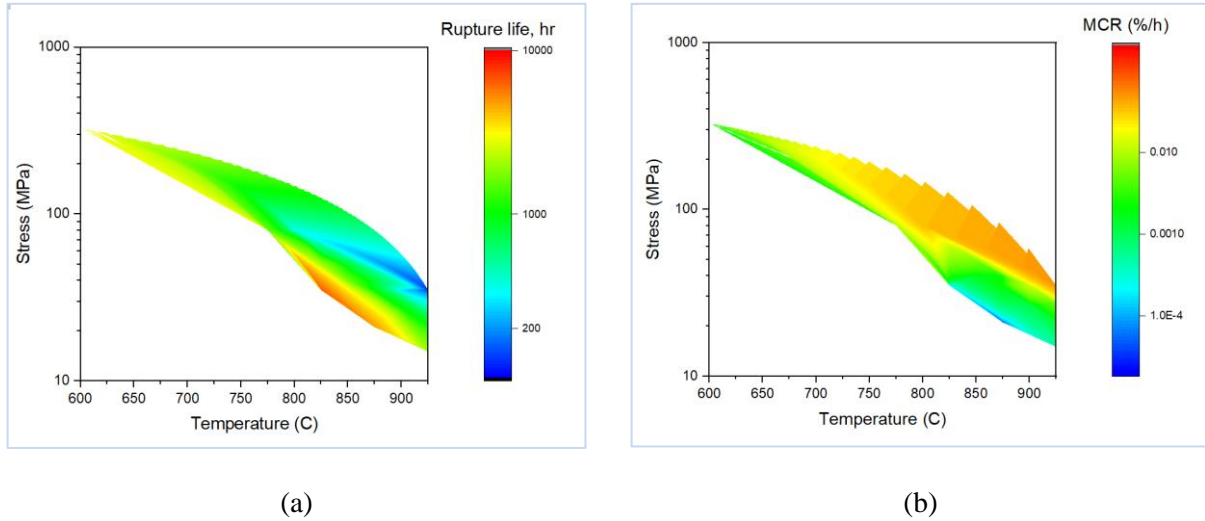 Rupture life, hr
10000
1000
200
1000
100
10
Stress (MPa)
600 650 700 750 800 850 900
Temperature (C)
(a)
MCR (%/h)
0.010
0.0010
1.0E-4
1000
100
10
Stress (MPa)
600 650 700 750 800 850 900
Temperature (C)
(b)